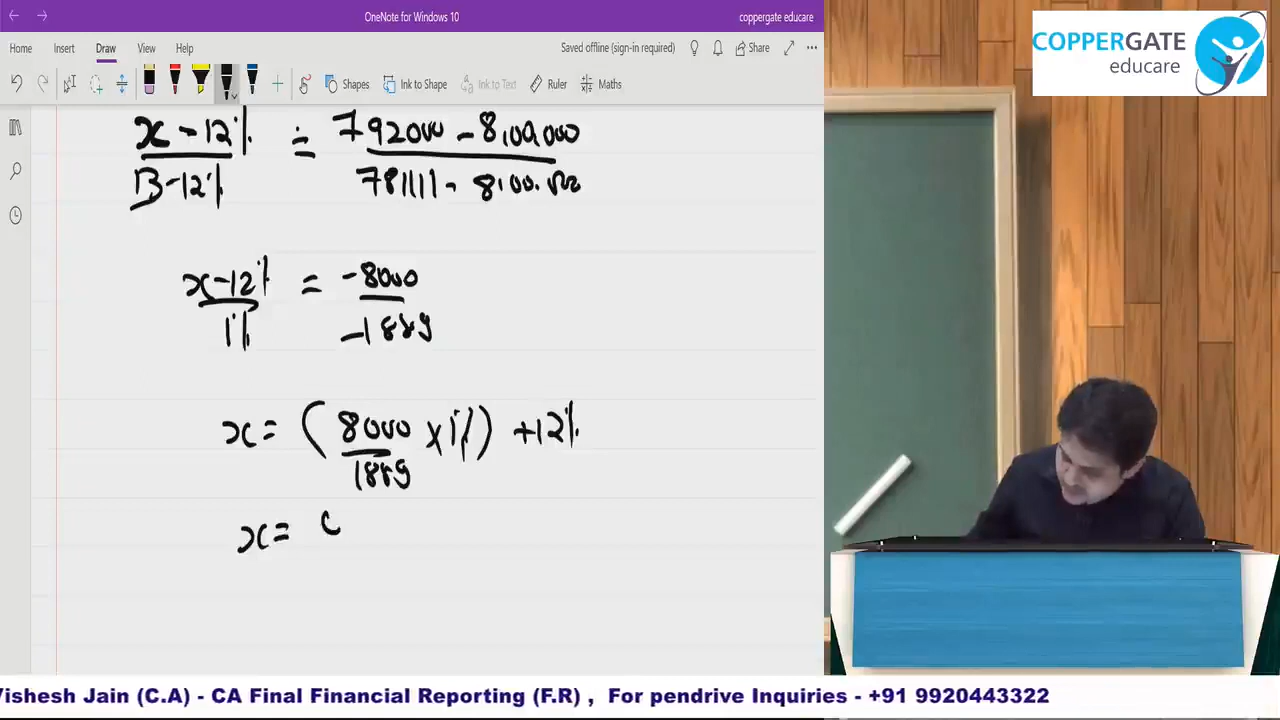 OneNote for Windows 10
coppergate educare
Home Insert Draw View Help
Saved offline (sign-in required) Share
Shapes Ink to Shape Ink to Text Ruler Maths
COPPERGATE
educare
x - 12% = 792000 - 8,00,000
13 - 12% 781111 - 8,00,000
x - 12% = -8000
1% -1889
x = ( 8000 x 1% ) + 12%
1889
x =
Vishesh Jain (C.A) - CA Final Financial Reporting (F.R) , For pendrive Inquiries - +91 9920443322